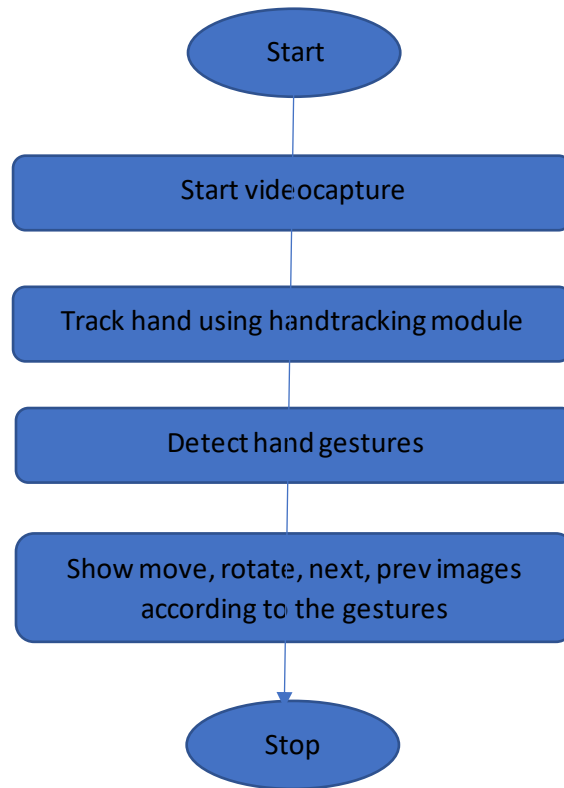 Start
Start videocapture
Track hand using handtracking module
Detect hand gestures
Show move, rotate, next, prev images
according to the gestures
Stop